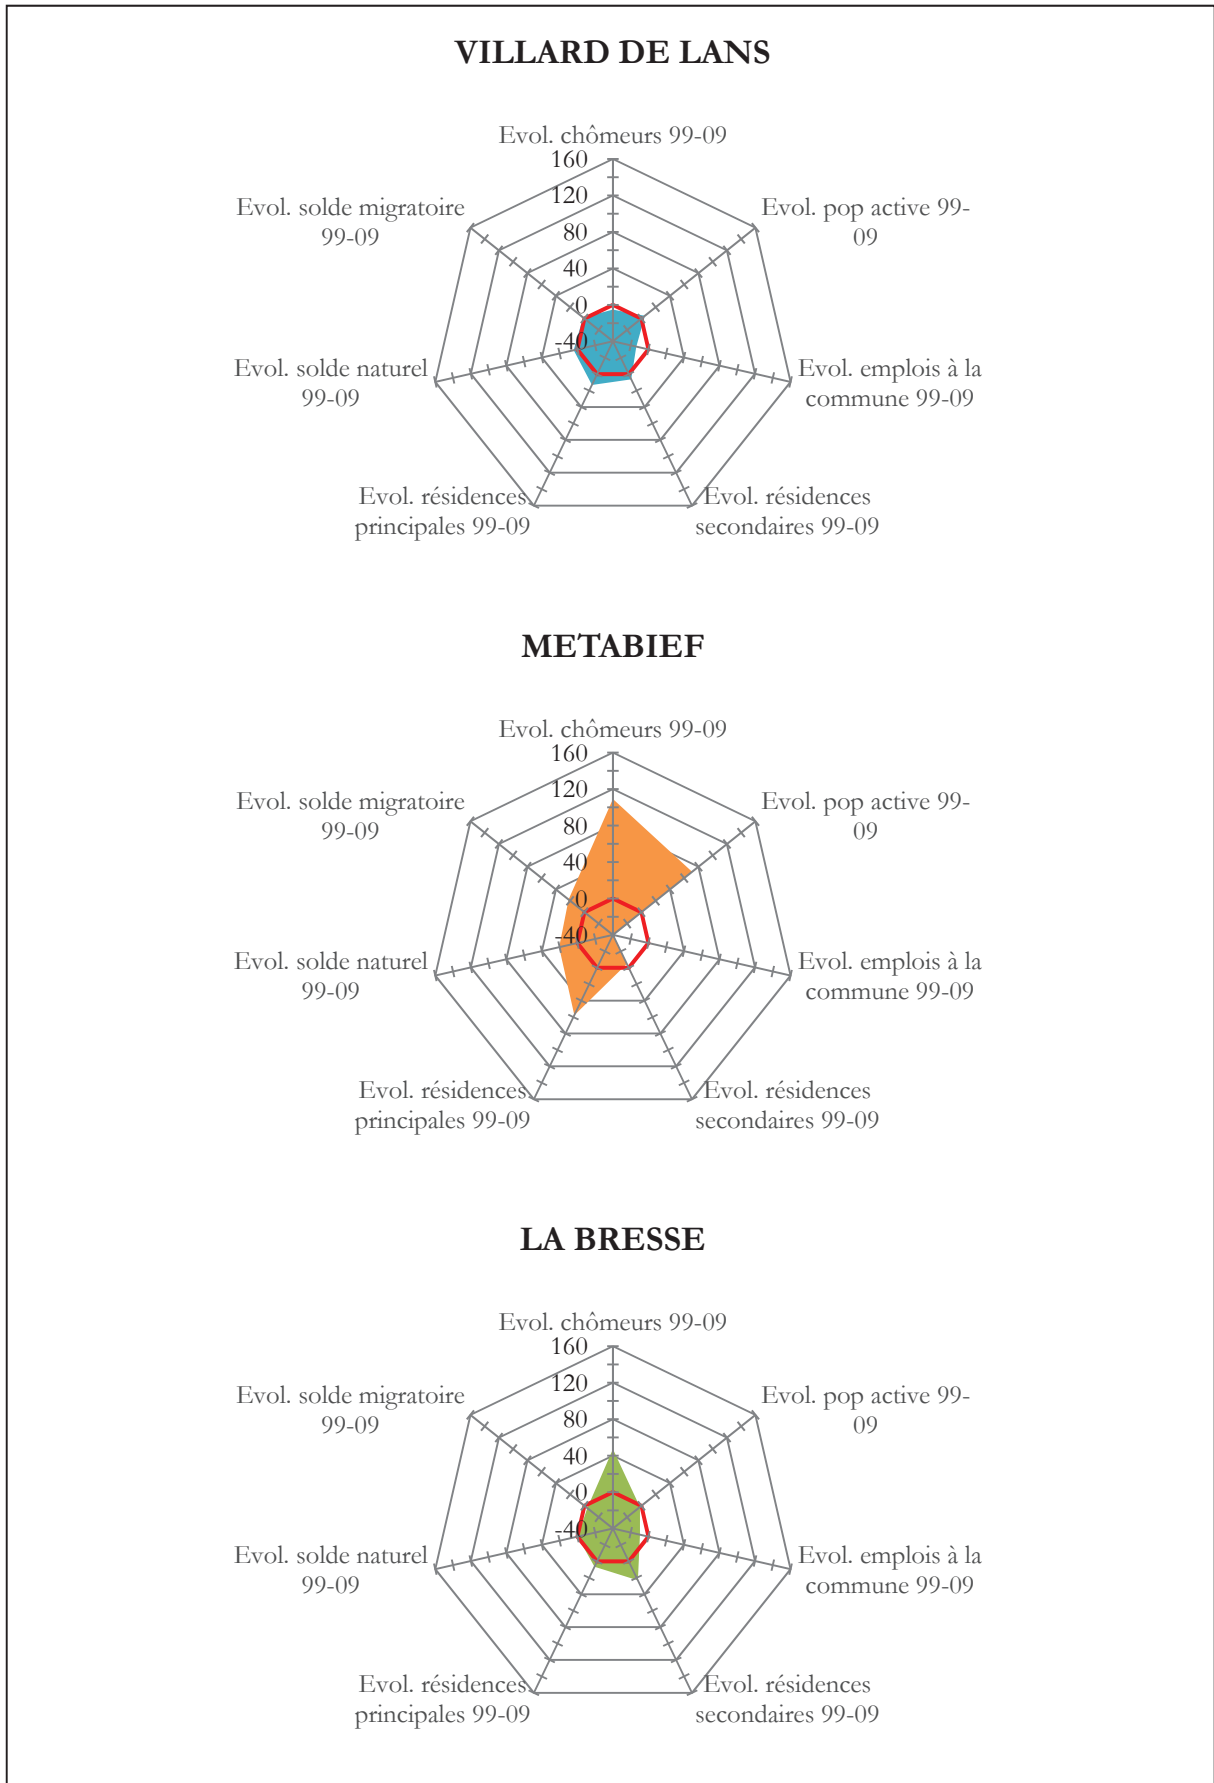 VILLARD DE LANS
Evol. chômeurs 99-09
160
120
80
40
0
-40
Evol. pop active 99-
09
Evol. emplois à la
commune 99-09
Evol. résidences
secondaires 99-09
Evol. résidences
principales 99-09
Evol. solde naturel
99-09
Evol. solde migratoire
99-09
METABIEF
Evol. chômeurs 99-09
160
120
80
40
0
-40
Evol. pop active 99-
09
Evol. emplois à la
commune 99-09
Evol. résidences
secondaires 99-09
Evol. résidences
principales 99-09
Evol. solde naturel
99-09
Evol. solde migratoire
99-09
LA BRESSE
Evol. chômeurs 99-09
160
120
80
40
0
-40
Evol. pop active 99-
09
Evol. emplois à la
commune 99-09
Evol. résidences
secondaires 99-09
Evol. résidences
principales 99-09
Evol. solde naturel
99-09
Evol. solde migratoire
99-09